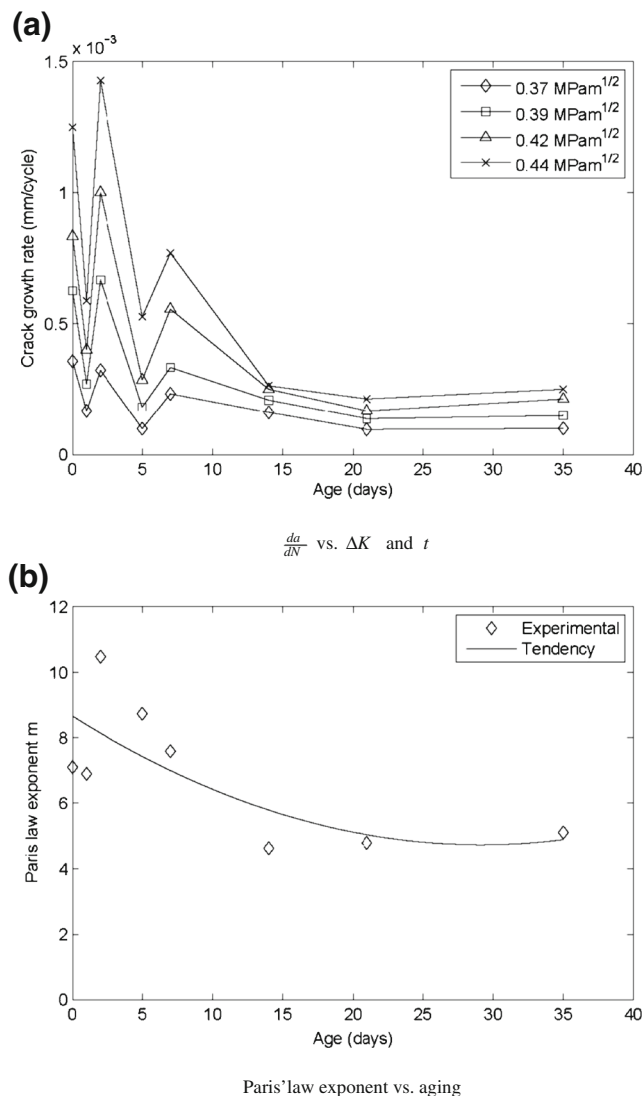 (a)
× 10⁻³
1.5
1
0.5
0
Crack growth rate (mm/cycle)
0.37 MPam^1/2
0.39 MPam^1/2
0.42 MPam^1/2
0.44 MPam^1/2
0 5 10 15 20 25 30 35 40
Age (days)
da/dN vs. ΔK and t
(b)
12
10
8
6
4
2
0
Paris law exponent m
Experimental
Tendency
0 5 10 15 20 25 30 35 40
Age (days)
Paris'law exponent vs. aging